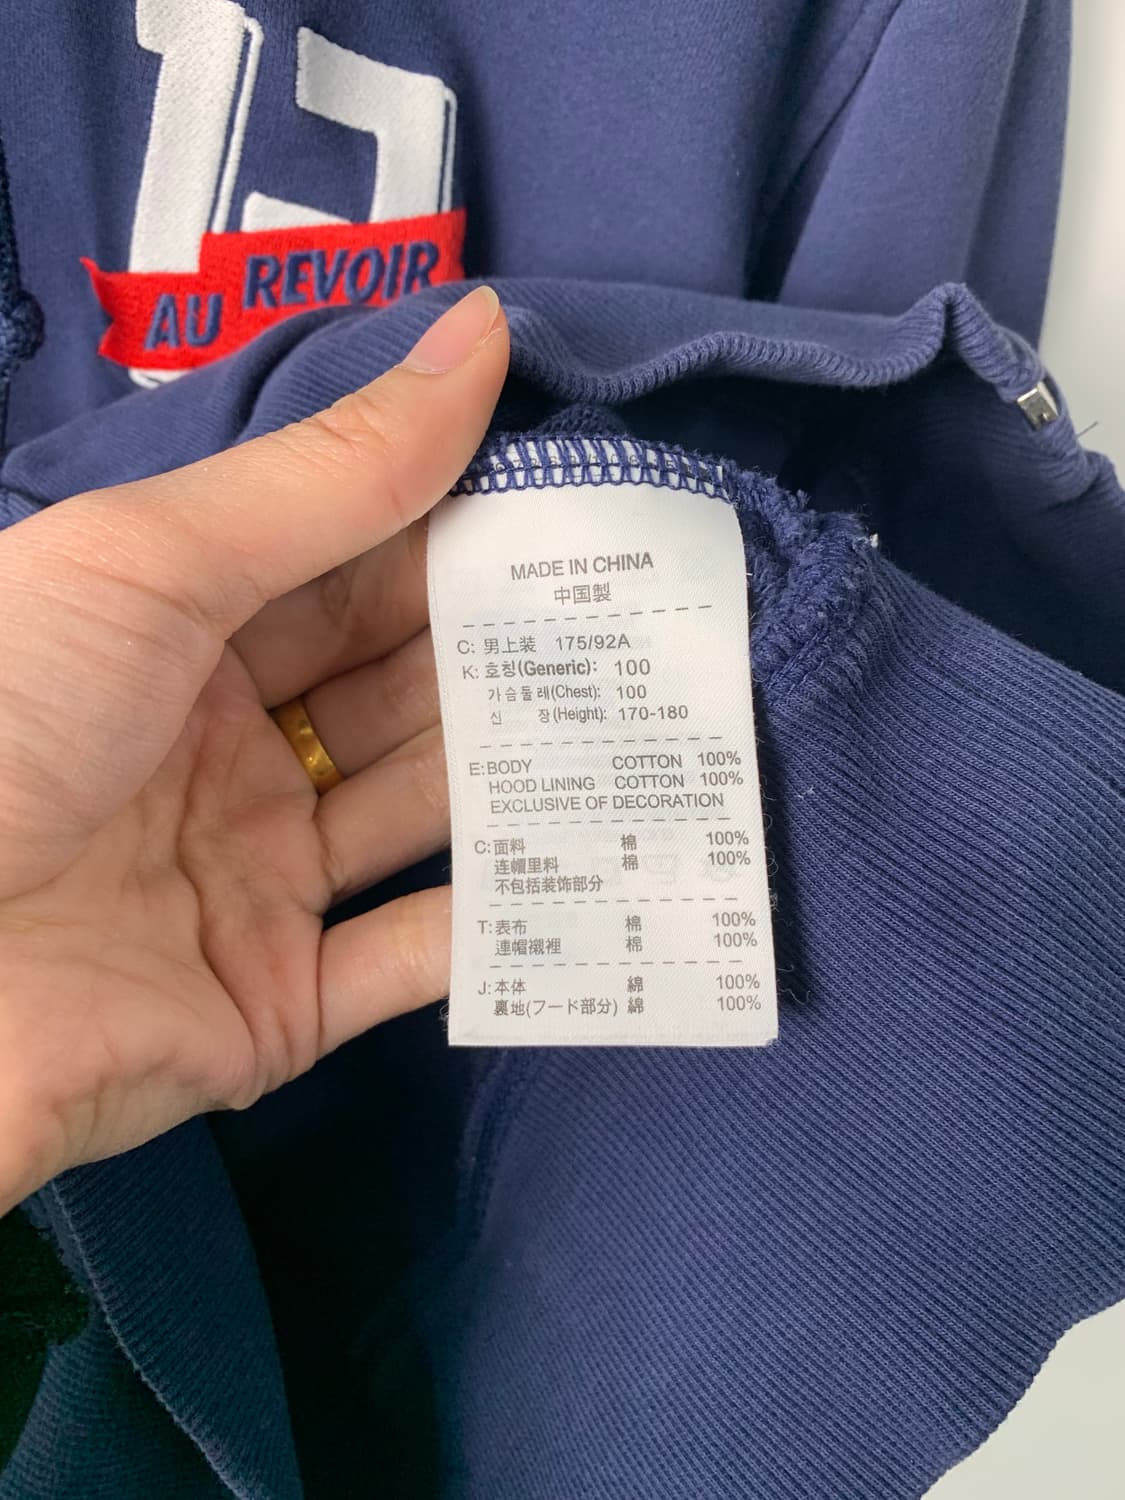 15
AU REVOIR
MADE IN CHINA
中国製
C: 男上装 175/92A
K: 호칭(Generic): 100
가슴둘레(Chest): 100
신 장(Height): 170-180
E: BODY COTTON 100%
HOOD LINING COTTON 100%
EXCLUSIVE OF DECORATION
C: 面料 棉 100%
连帽里料 棉 100%
不包括装饰部分
T: 表布 棉 100%
連帽襯裡 棉 100%
J: 本体 綿 100%
裏地(フード部分) 綿 100%